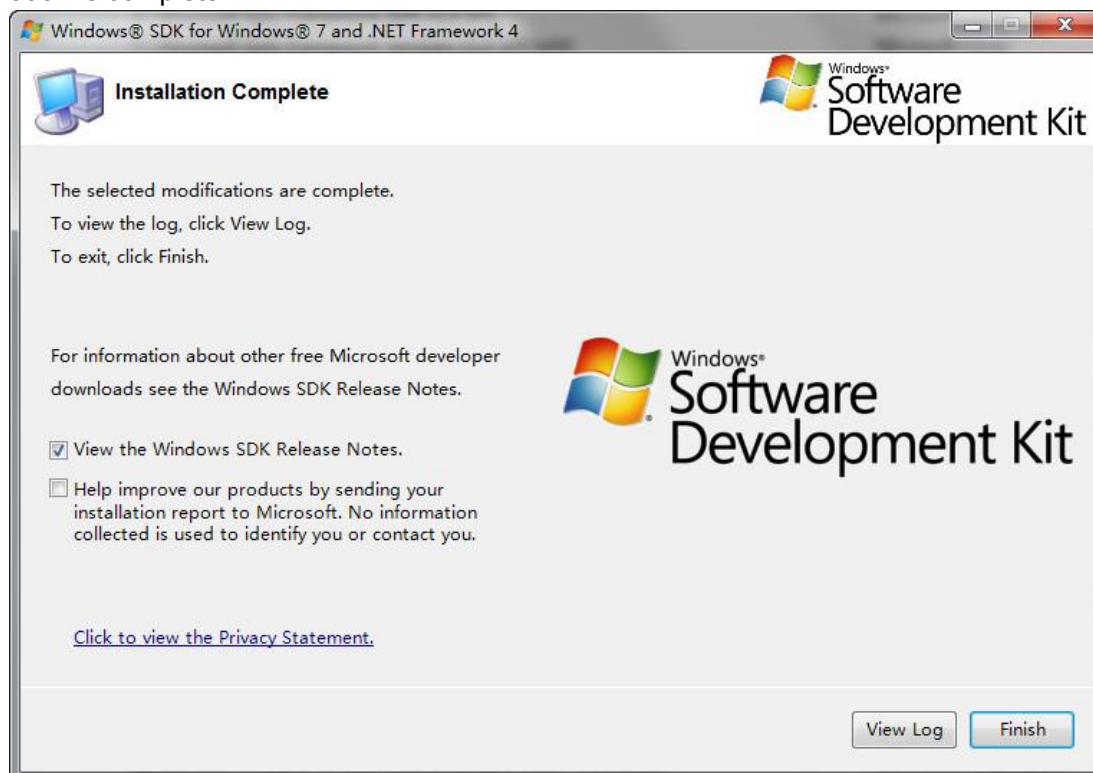 Windows® SDK for Windows® 7 and .NET Framework 4
Installation Complete
Windows®
Software
Development Kit
The selected modifications are complete.
To view the log, click View Log.
To exit, click Finish.
For information about other free Microsoft developer
downloads see the Windows SDK Release Notes.
Windows®
Software
Development Kit
View the Windows SDK Release Notes.
Help improve our products by sending your
installation report to Microsoft. No information
collected is used to identify you or contact you.
Click to view the Privacy Statement.
View Log
Finish